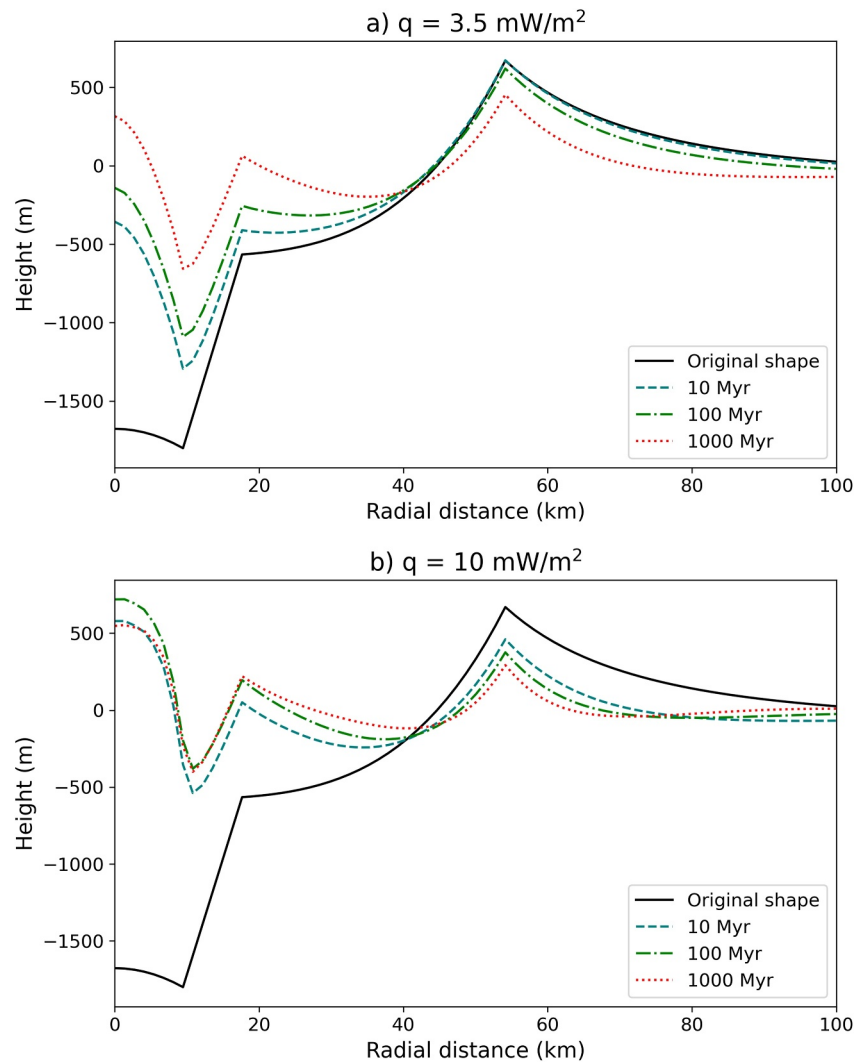 a) q = 3.5 mW/m²
500
0
−500
−1000
−1500
Height (m)
Original shape
10 Myr
100 Myr
1000 Myr
0 20 40 60 80 100
Radial distance (km)
b) q = 10 mW/m²
500
0
−500
−1000
−1500
Height (m)
Original shape
10 Myr
100 Myr
1000 Myr
0 20 40 60 80 100
Radial distance (km)